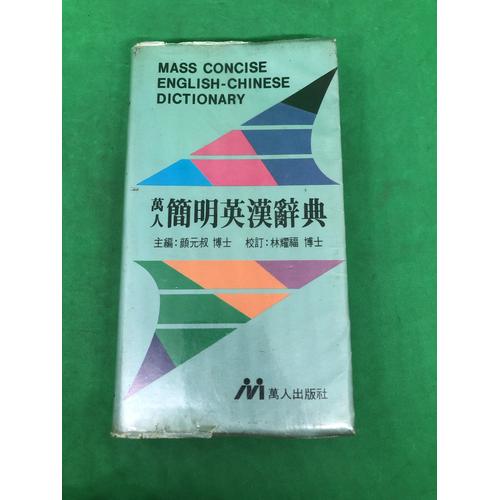 MASS CONCISE
ENGLISH-CHINESE
DICTIONARY
萬人 簡明英漢辭典
主編:顏元叔 博士 校訂:林耀福 博士
萬人出版社